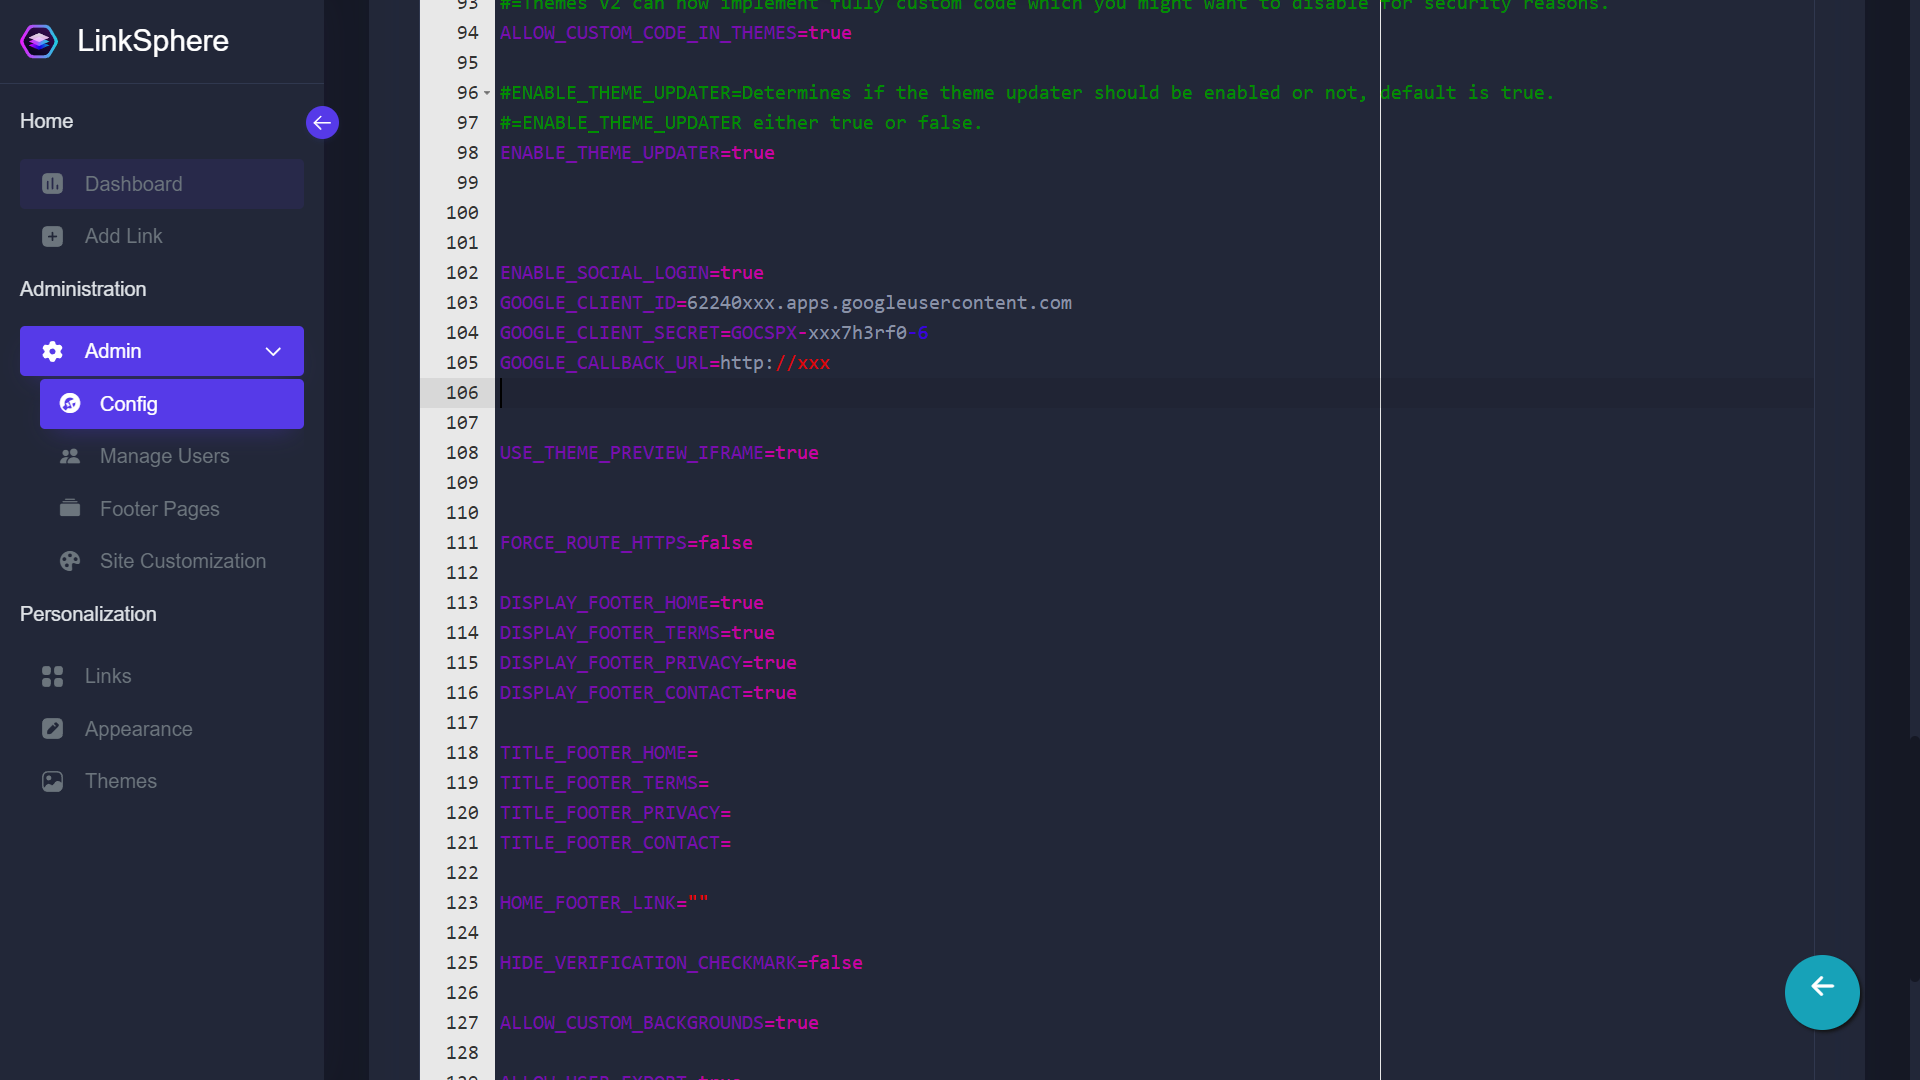 LinkSphere
Home
Dashboard
Add Link
Administration
Admin
Config
Manage Users
Footer Pages
Site Customization
Personalization
Links
Appearance
Themes
93 #=Themes v2 can now implement fully custom code which you might want to disable for security reasons.
94 ALLOW_CUSTOM_CODE_IN_THEMES=true
95
96 #ENABLE_THEME_UPDATER=Determines if the theme updater should be enabled or not, default is true.
97 #=ENABLE_THEME_UPDATER either true or false.
98 ENABLE_THEME_UPDATER=true
99
100
101
102 ENABLE_SOCIAL_LOGIN=true
103 GOOGLE_CLIENT_ID=62240xxx.apps.googleusercontent.com
104 GOOGLE_CLIENT_SECRET=GOCSPX-xxx7h3rf0-6
105 GOOGLE_CALLBACK_URL=http://xxx
106
107
108 USE_THEME_PREVIEW_IFRAME=true
109
110
111 FORCE_ROUTE_HTTPS=false
112
113 DISPLAY_FOOTER_HOME=true
114 DISPLAY_FOOTER_TERMS=true
115 DISPLAY_FOOTER_PRIVACY=true
116 DISPLAY_FOOTER_CONTACT=true
117
118 TITLE_FOOTER_HOME=
119 TITLE_FOOTER_TERMS=
120 TITLE_FOOTER_PRIVACY=
121 TITLE_FOOTER_CONTACT=
122
123 HOME_FOOTER_LINK=""
124
125 HIDE_VERIFICATION_CHECKMARK=false
126
127 ALLOW_CUSTOM_BACKGROUNDS=true
128
129 ALLOW_USER_EXPORT=true